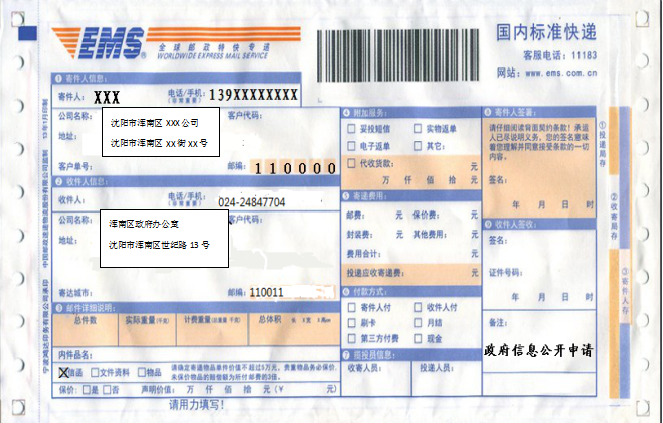 EMS 全球邮政特快专递
WORLDWIDE EXPRESS MAIL SERVICE
国内标准快递
客服电话：11183
网站：www.ems.com.cn
❶ 寄件人信息：
寄件人： XXX 电话/手机： 139XXXXXXXX
公司名称： 沈阳市浑南区 XXX 公司 客户代码：
地址： 沈阳市浑南区 XX 街 XX 号
客户单号： 邮编： 110000
❷ 收件人信息：
收件人： 电话/手机： 024-24847704
公司名称： 浑南区政府办公室 客户代码：
地址： 沈阳市浑南区世纪路 13 号
寄达城市： 邮编： 110011
❸ 邮件详细说明：
总件数 实际重量(千克) 计费重量 总体积
内件品名：
☒信函 □文件资料 □物品
保价： □是 □否 声明价值： 万 仟 佰 拾 元（￥ 元）
请用力填写！
❹ 附加服务：
□ 妥投短信 □ 实物返单
□ 电子返单 □ 其它：
□ 代收货款： 元
万 仟 佰 拾 元
❺ 寄递费用：
邮费： 元 保价费： 元
封装费： 元 其他费用： 元
费用合计： 元
投递应收寄递费： 元
❻ 付款方式：
□ 寄件人付 □ 收件人付
□ 刷卡 □ 月结
□ 第三方付费 □ 现金
❼ 揽投员信息：
收寄人员： 投递人员：
❽ 寄件人签署：
请仔细阅读背面契约条款！承运
人已尽说明义务，您的签名意味
着您理解并同意接受条款的一切
内容。
签名：
年 月 日 时
❾ 收件人签收：
签名：
证件号码：
年 月 日 时
备注：
政府信息公开申请
①投递局存
②收寄局存
③寄件人存